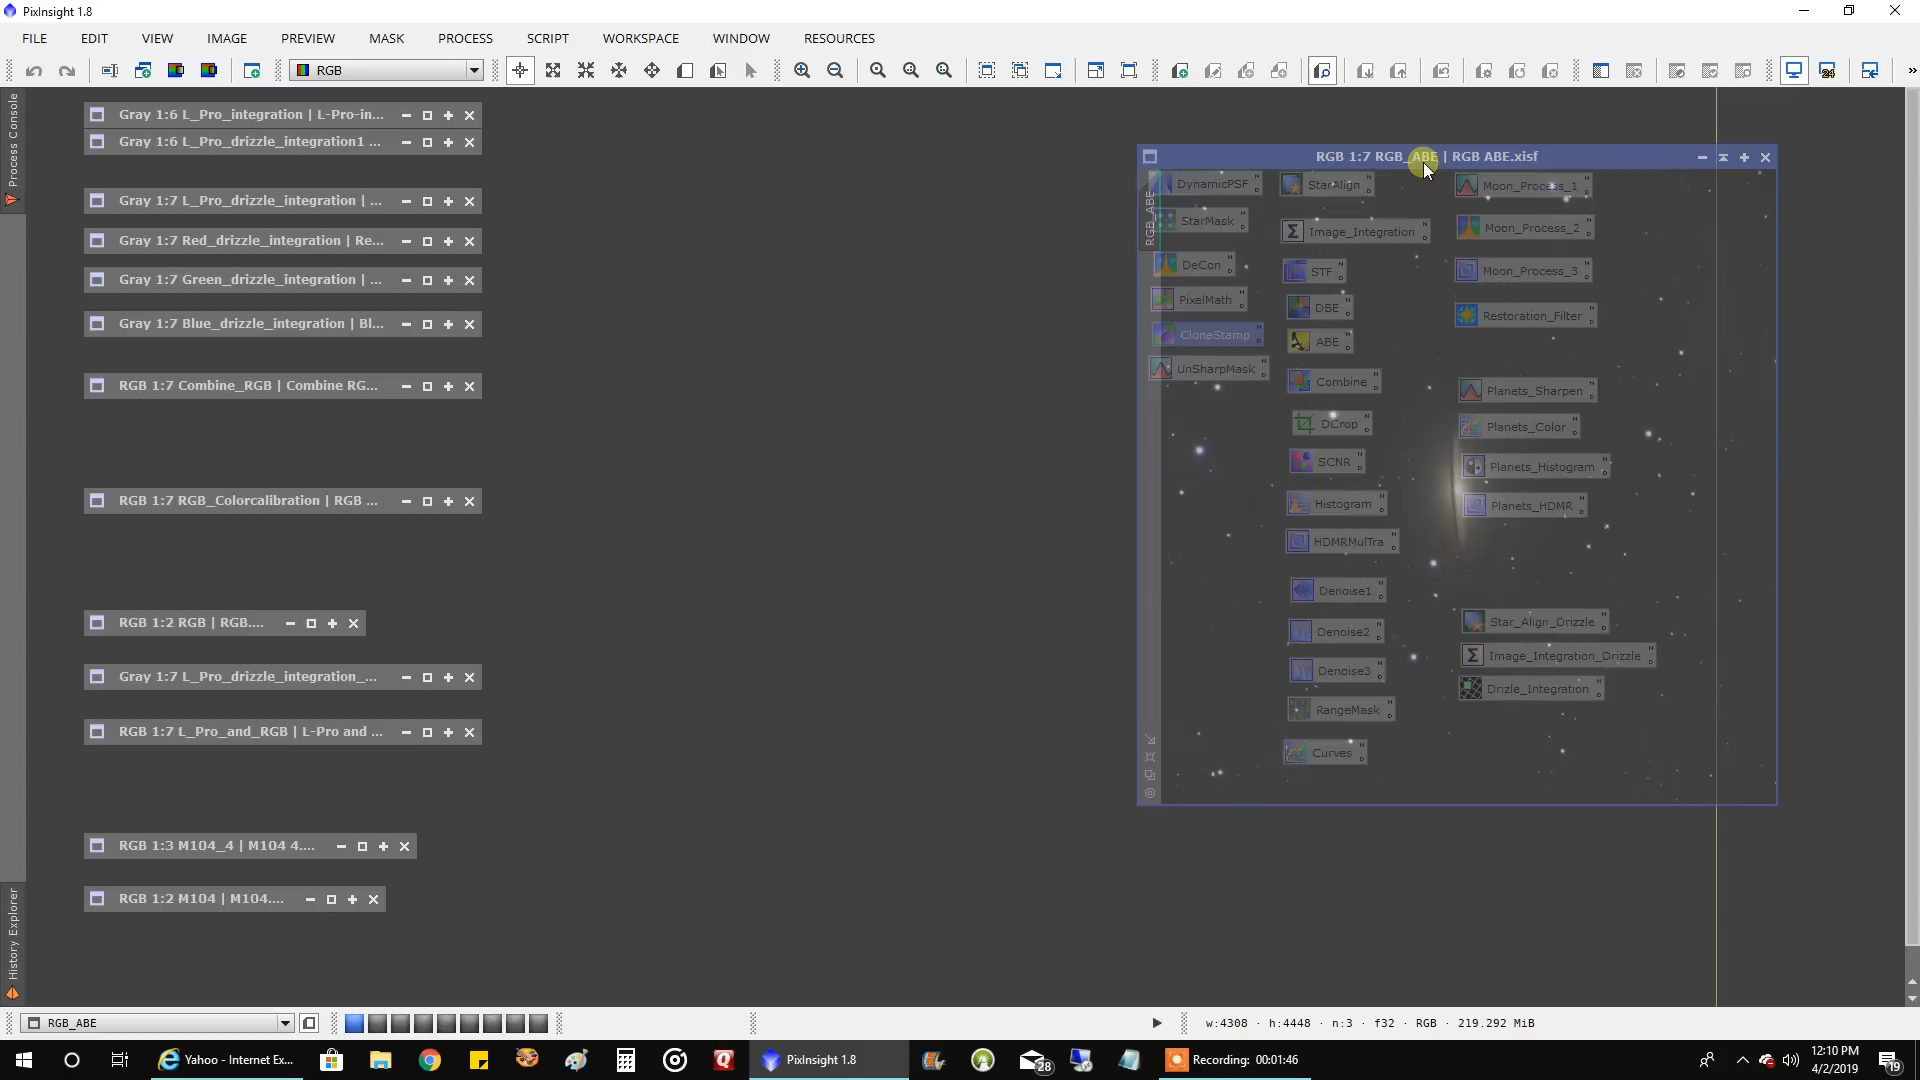 PixInsight 1.8
FILE EDIT VIEW IMAGE PREVIEW MASK PROCESS SCRIPT WORKSPACE WINDOW RESOURCES
RGB
24
Process Console
History Explorer
Gray 1:6 L_Pro_integration | L-Pro-in...
Gray 1:6 L_Pro_drizzle_integration1 ...
Gray 1:7 L_Pro_drizzle_integration | ...
Gray 1:7 Red_drizzle_integration | Re...
Gray 1:7 Green_drizzle_integration | ...
Gray 1:7 Blue_drizzle_integration | Bl...
RGB 1:7 Combine_RGB | Combine RG...
RGB 1:7 RGB_Colorcalibration | RGB ...
RGB 1:2 RGB | RGB....
Gray 1:7 L_Pro_drizzle_integration_...
RGB 1:7 L_Pro_and_RGB | L-Pro and ...
RGB 1:3 M104_4 | M104 4....
RGB 1:2 M104 | M104....
RGB 1:7 RGB_ABE | RGB ABE.xisf
RGB_ABE
DynamicPSF
StarMask
DeCon
PixelMath
CloneStamp
UnSharpMask
StarAlign
Image_Integration
STF
DBE
ABE
Combine
DCrop
SCNR
Histogram
HDMRMulTra
Denoise1
Denoise2
Denoise3
RangeMask
Curves
Moon_Process_1
Moon_Process_2
Moon_Process_3
Restoration_Filter
Planets_Sharpen
Planets_Color
Planets_Histogram
Planets_HDMR
Star_Align_Drizzle
Image_Integration_Drizzle
Drizle_Integration
RGB_ABE
w:4308 · h:4448 · n:3 · f32 · RGB · 219.292 MiB
Yahoo - Internet Ex...
PixInsight 1.8
28
Recording: 00:01:46
12:10 PM
4/2/2019
19